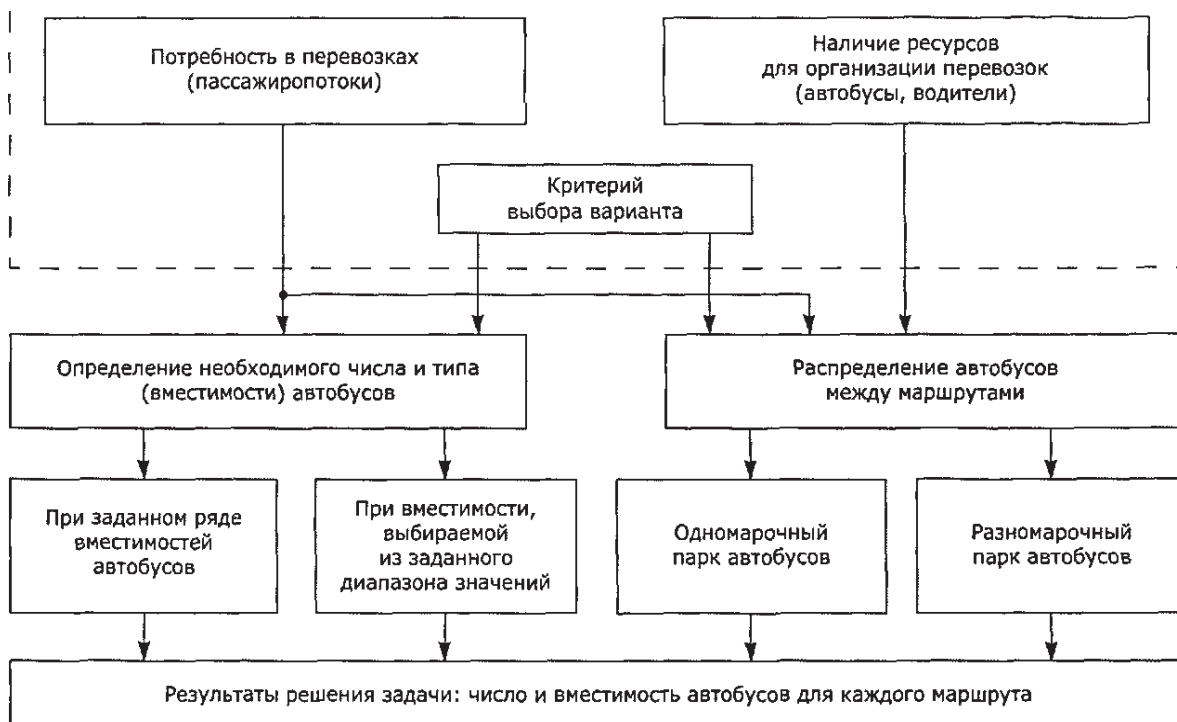 Потребность в перевозках
(пассажиропотоки)
Наличие ресурсов
для организации перевозок
(автобусы, водители)
Критерий
выбора варианта
Определение необходимого числа и типа
(вместимости) автобусов
Распределение автобусов
между маршрутами
При заданном ряде
вместимостей
автобусов
При вместимости,
выбираемой
из заданного
диапазона значений
Одномарочный
парк автобусов
Разномарочный
парк автобусов
Результаты решения задачи: число и вместимость автобусов для каждого маршрута